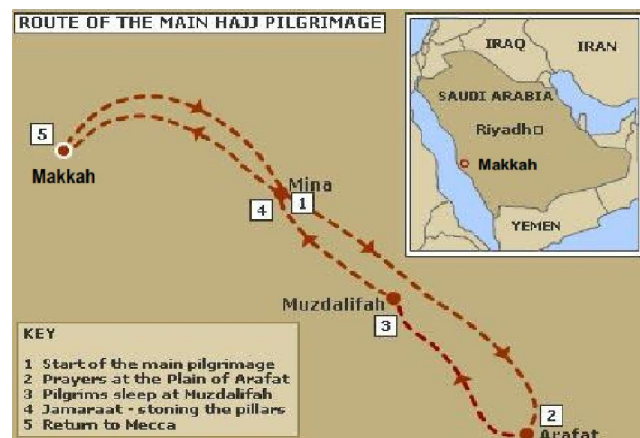 ROUTE OF THE MAIN HAJJ PILGRIMAGE
IRAQ
IRAN
SAUDI ARABIA
Riyadh
Makkah
YEMEN
5
Makkah
Mina
4
1
Muzdalifah
3
2
Arafat
KEY
1 Start of the main pilgrimage
2 Prayers at the Plain of Arafat
3 Pilgrims sleep at Muzdalifah
4 Jamaraat - stoning the pillars
5 Return to Mecca